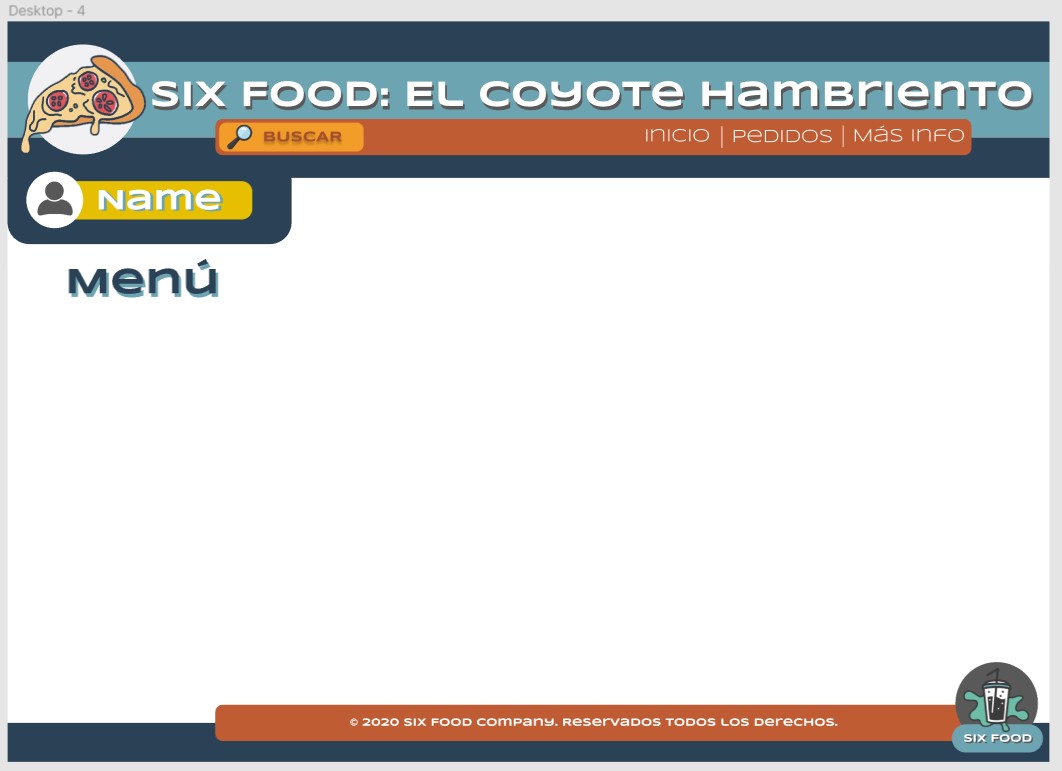 Desktop - 4
SIX FOOD: EL COYOTE HAMBRIENTO
BUSCAR
INICIO | PEDIDOS | MÁS INFO
Name
Menú
© 2020 SIX FOOD COMPANY. RESERVADOS TODOS LOS DERECHOS.
SIX FOOD